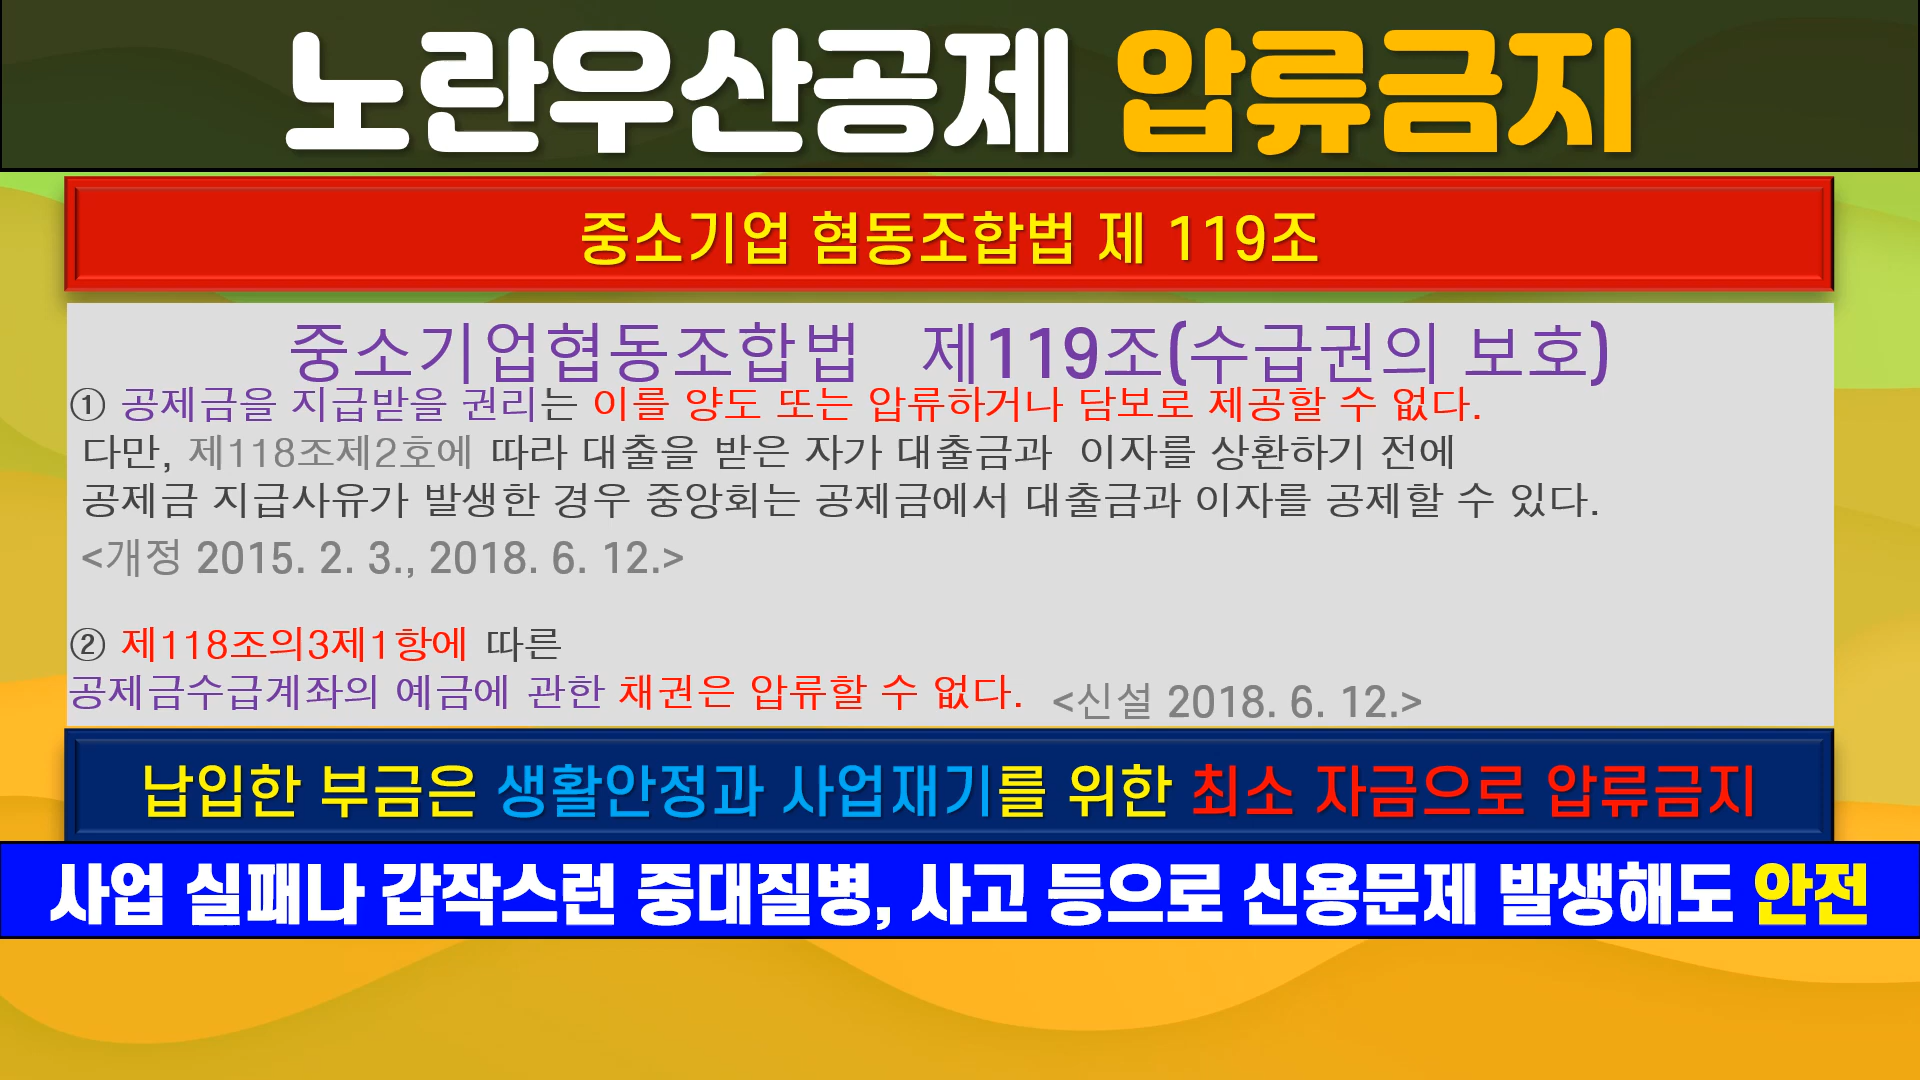 노란우산공제 압류금지
중소기업 혐동조합법 제 119조
중소기업협동조합법 제119조(수급권의 보호)
① 공제금을 지급받을 권리는 이를 양도 또는 압류하거나 담보로 제공할 수 없다.
다만, 제118조제2호에 따라 대출을 받은 자가 대출금과 이자를 상환하기 전에
공제금 지급사유가 발생한 경우 중앙회는 공제금에서 대출금과 이자를 공제할 수 있다.
<개정 2015. 2. 3., 2018. 6. 12.>
② 제118조의3제1항에 따른
공제금수급계좌의 예금에 관한 채권은 압류할 수 없다. <신설 2018. 6. 12.>
납입한 부금은 생활안정과 사업재기를 위한 최소 자금으로 압류금지
사업 실패나 갑작스런 중대질병, 사고 등으로 신용문제 발생해도 안전